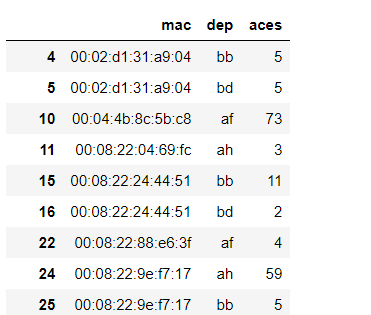 mac dep aces
4 00:02:d1:31:a9:04 bb 5
5 00:02:d1:31:a9:04 bd 5
10 00:04:4b:8c:5b:c8 af 73
11 00:08:22:04:69:fc ah 3
15 00:08:22:24:44:51 bb 11
16 00:08:22:24:44:51 bd 2
22 00:08:22:88:e6:3f af 4
24 00:08:22:9e:f7:17 ah 59
25 00:08:22:9e:f7:17 bb 5